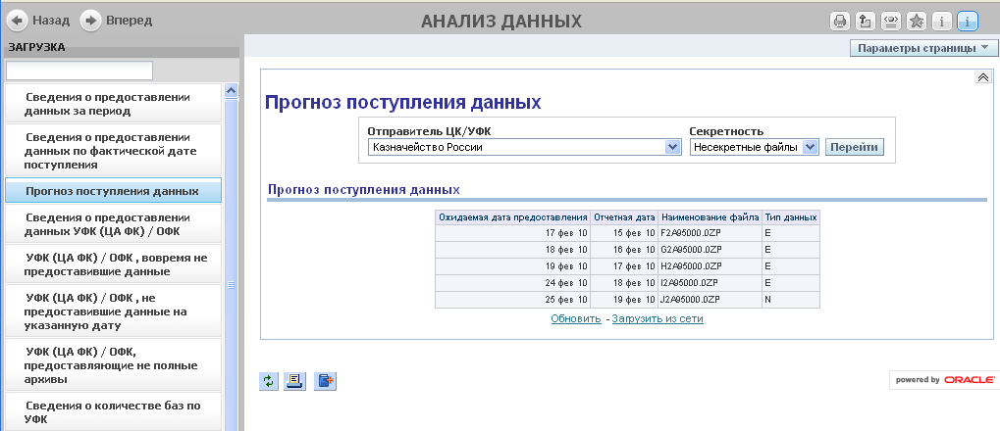 Назад
Вперед
АНАЛИЗ ДАННЫХ
ЗАГРУЗКА
Параметры страницы
Сведения о предоставлении
данных за период
Сведения о предоставлении
данных по фактической дате
поступления
Прогноз поступления данных
Сведения о предоставлении
данных УФК (ЦА ФК) / ОФК
УФК (ЦА ФК) / ОФК , вовремя не
предоставившие данные
УФК (ЦА ФК) / ОФК , не
предоставившие данные на
указанную дату
УФК (ЦА ФК) / ОФК,
предоставляющие не полные
архивы
Сведения о количестве баз по
УФК
Прогноз поступления данных
Отправитель ЦК/УФК Секретность
Казначейство России Несекретные файлы Перейти
Прогноз поступления данных
Ожидаемая дата предоставления Отчетная дата Наименование файла Тип данных
17 фев 10 15 фев 10 F2A95000.0ZP E
18 фев 10 16 фев 10 G2A95000.0ZP E
19 фев 10 17 фев 10 H2A95000.0ZP E
24 фев 10 18 фев 10 I2A95000.0ZP E
25 фев 10 19 фев 10 J2A95000.0ZP N
Обновить - Загрузить из сети
powered by ORACLE